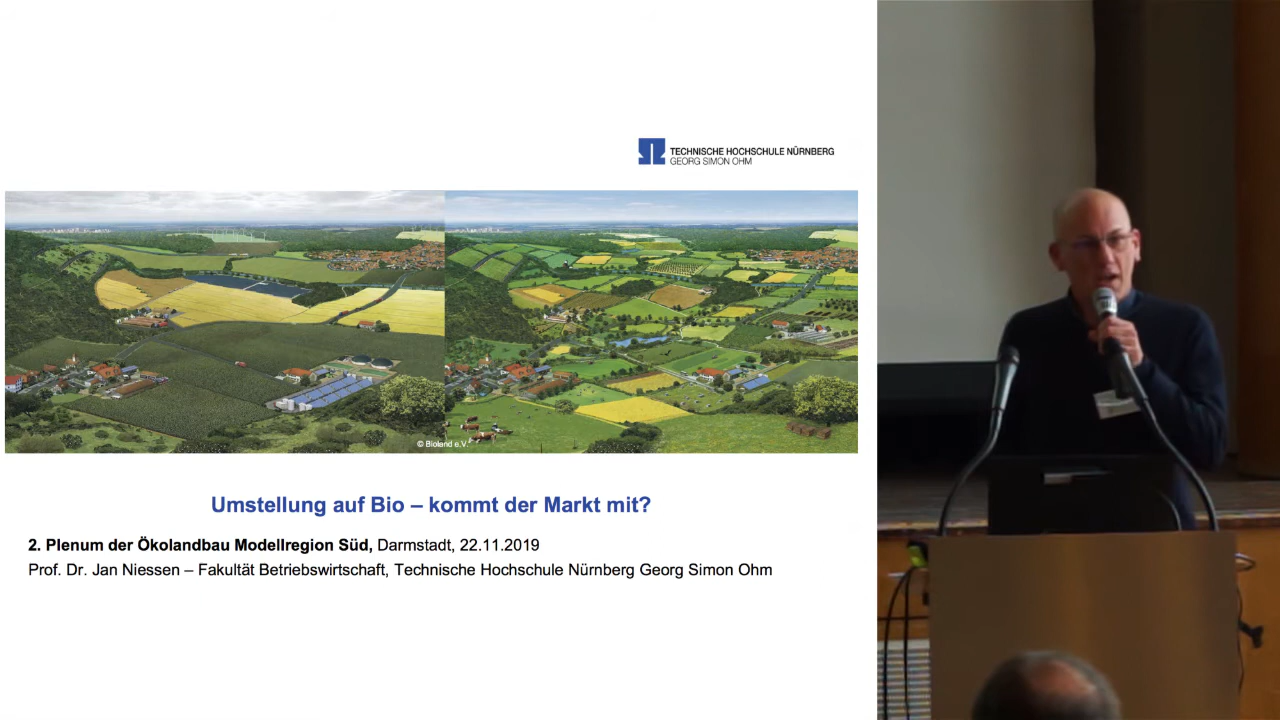 TECHNISCHE HOCHSCHULE NÜRNBERG
GEORG SIMON OHM
© Bioland e.V.
Umstellung auf Bio – kommt der Markt mit?
2. Plenum der Ökolandbau Modellregion Süd, Darmstadt, 22.11.2019
Prof. Dr. Jan Niessen – Fakultät Betriebswirtschaft, Technische Hochschule Nürnberg Georg Simon Ohm